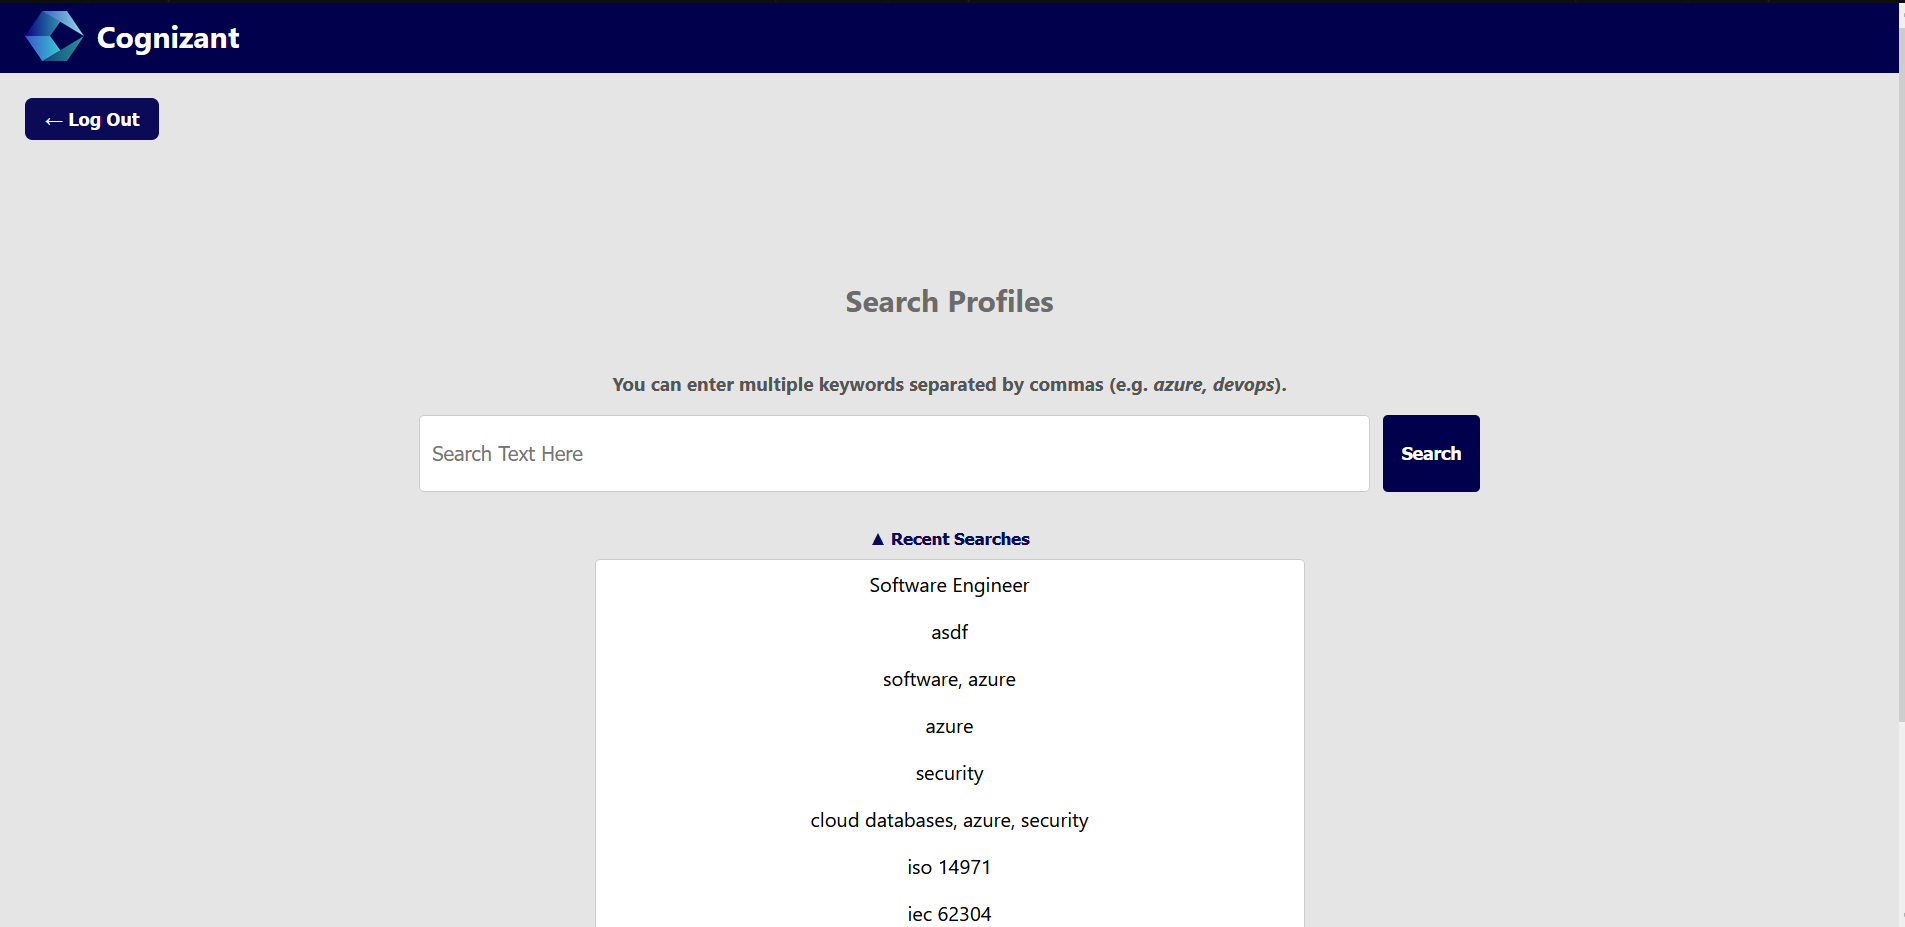 Cognizant
← Log Out
Search Profiles
You can enter multiple keywords separated by commas (e.g. azure, devops).
Search Text Here
Search
▲ Recent Searches
Software Engineer
asdf
software, azure
azure
security
cloud databases, azure, security
iso 14971
iec 62304